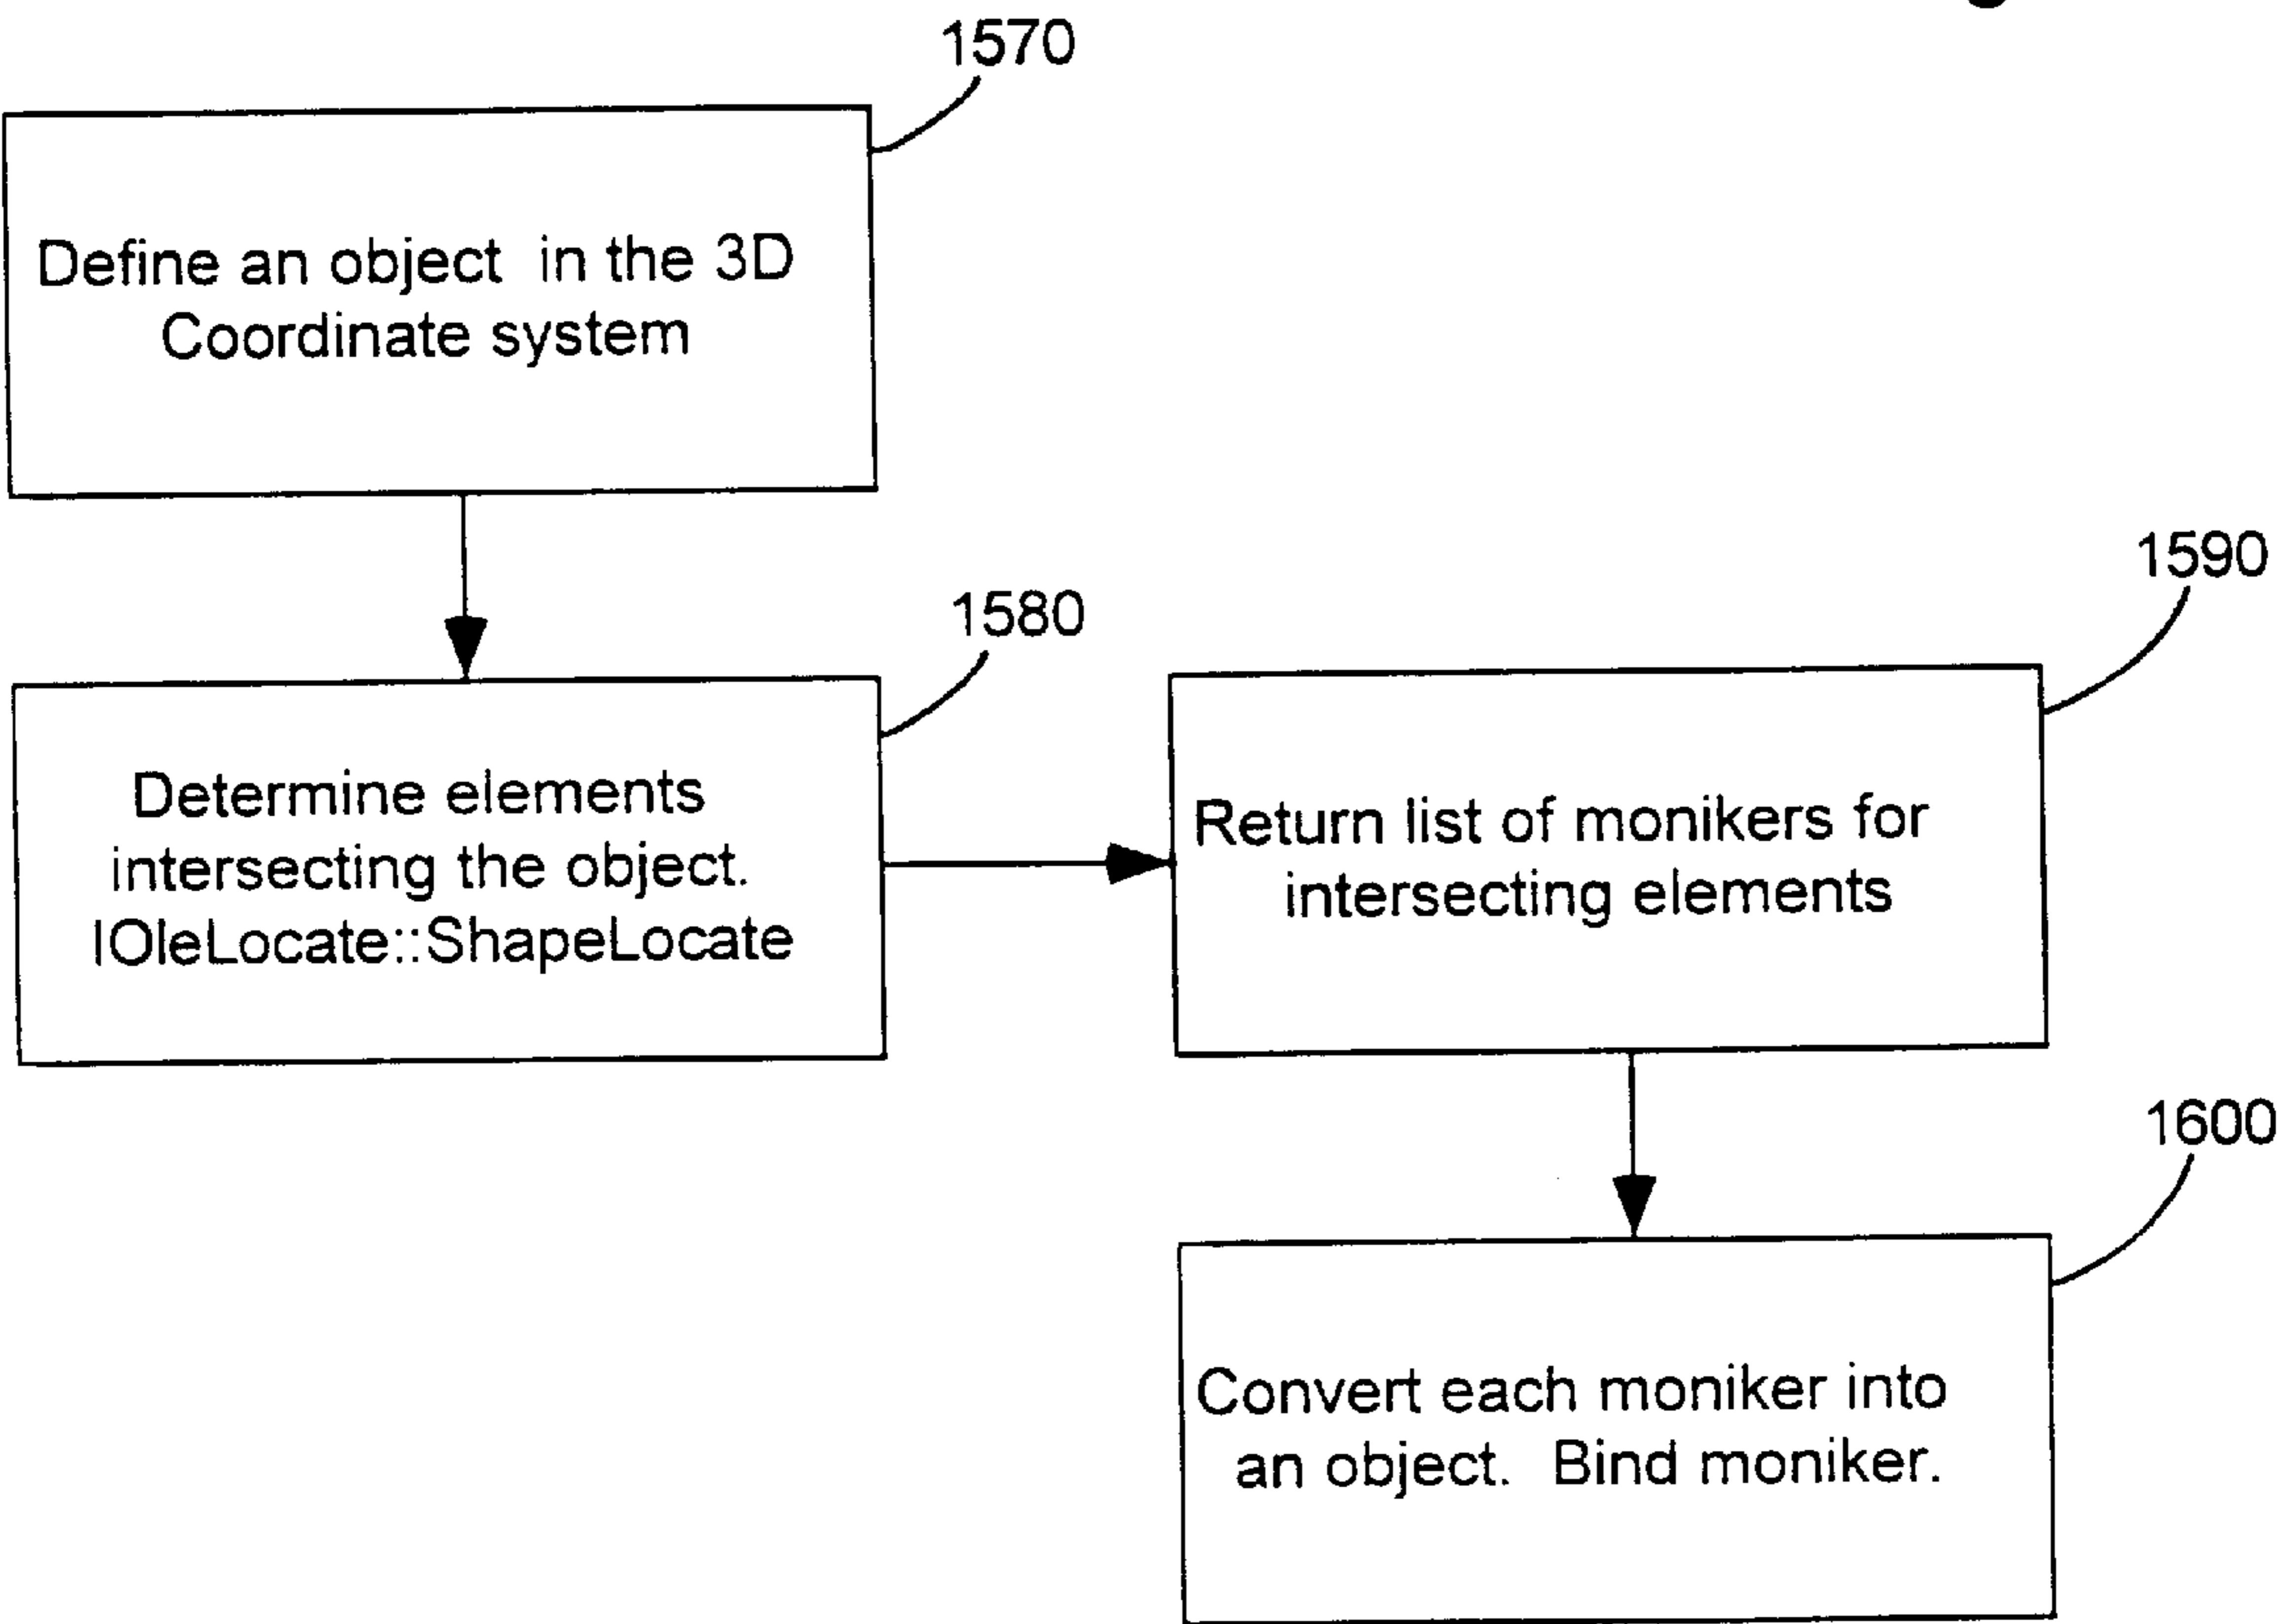 1570
Define an object in the 3D
Coordinate system
1580
Determine elements
intersecting the object.
IOleLocate::ShapeLocate
1590
Return list of monikers for
intersecting elements
1600
Convert each moniker into
an object. Bind moniker.